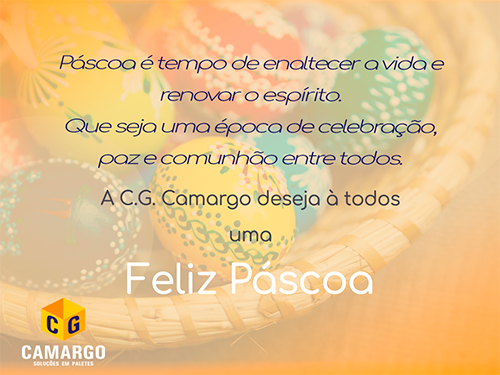 Páscoa é tempo de enaltecer a vida e
renovar o espírito.
Que seja uma época de celebração,
paz e comunhão entre todos.
A C.G. Camargo deseja à todos
uma
Feliz Páscoa
C G
CAMARGO
SOLUÇÕES EM PALETES